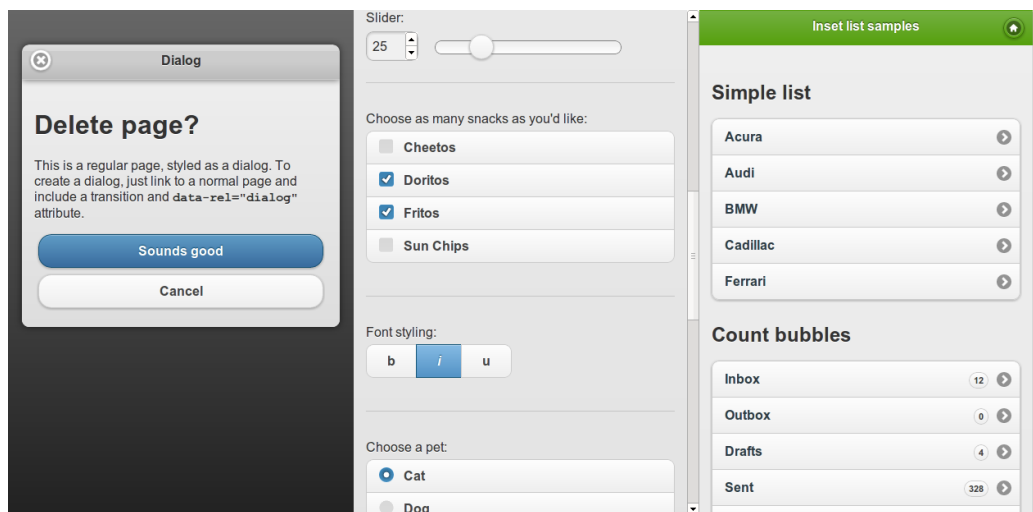 Dialog
Delete page?
This is a regular page, styled as a dialog. To
create a dialog, just link to a normal page and
include a transition and data-rel="dialog"
attribute.
Sounds good
Cancel
Slider:
25
Choose as many snacks as you'd like:
Cheetos
Doritos
Fritos
Sun Chips
Font styling:
b i u
Choose a pet:
Cat
Dog
Inset list samples
Simple list
Acura
Audi
BMW
Cadillac
Ferrari
Count bubbles
Inbox 12
Outbox 0
Drafts 4
Sent 328